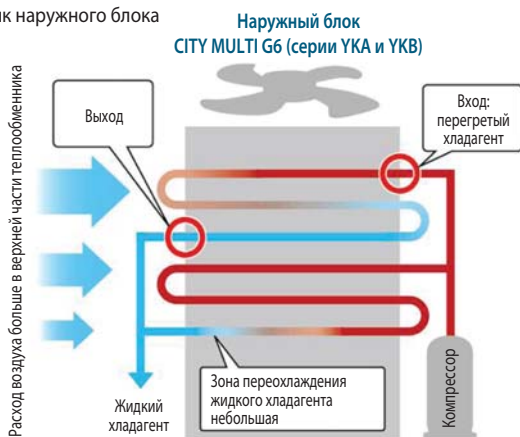 ик наружного блока
Наружный блок
CITY MULTI G6 (серии YKA и YKB)
Расход воздуха больше в верхней части теплообменника
Выход
Вход:
перегретый
хладагент
Зона переохлаждения
жидкого хладагента
небольшая
Жидкий
хладагент
Компрессор